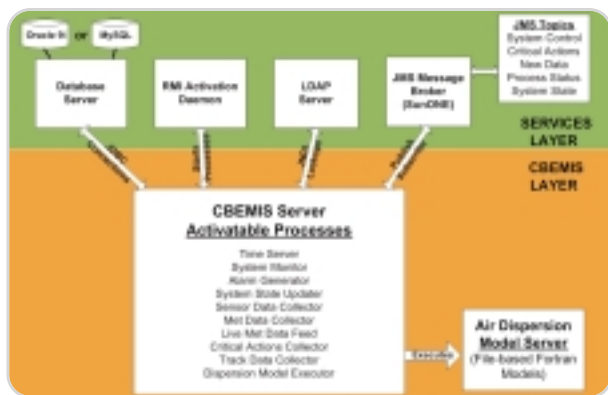 Oracle 9i or MySQL
Database
Server
RMI Activation
Daemon
LDAP
Server
JMS Message
Broker
(SunONE)
JMS Topics
System Control
Critical Actions
New Data
Process Status
System State
SERVICES
LAYER
CBEMIS
LAYER
JDBC
Publish
CBEMIS Server
Activatable Processes
Time Server
System Monitor
Alarm Generator
System State Updater
Sensor Data Collector
Met Data Collector
Live Met Data Feed
Critical Actions Collector
Track Data Collector
Dispersion Model Executor
Execute
Air Dispersion
Model Server
(File-based Fortran
Models)